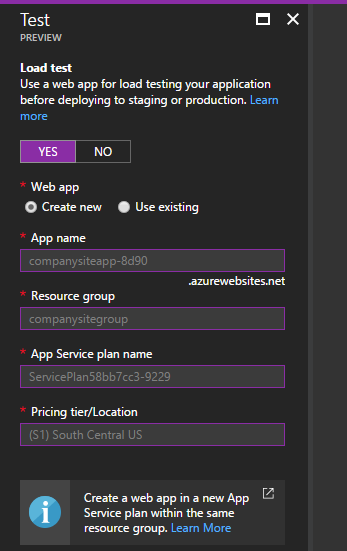 Test
PREVIEW
Load test
Use a web app for load testing your application
before deploying to staging or production. Learn
more
YES NO
* Web app
Create new Use existing
* App name
companysiteapp-8d90
.azurewebsites.net
* Resource group
companysitegroup
* App Service plan name
ServicePlan58bb7cc3-9229
* Pricing tier/Location
(S1) South Central US
Create a web app in a new App
Service plan within the same
resource group. Learn More